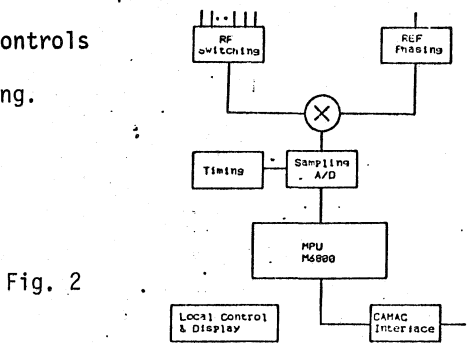 ontrols
ng.
RF
Switching
REF
Phasing
Timing
Sampling
A/D
MPU
M6800
Fig. 2
Local Control
& Display
CAMAC
Interface